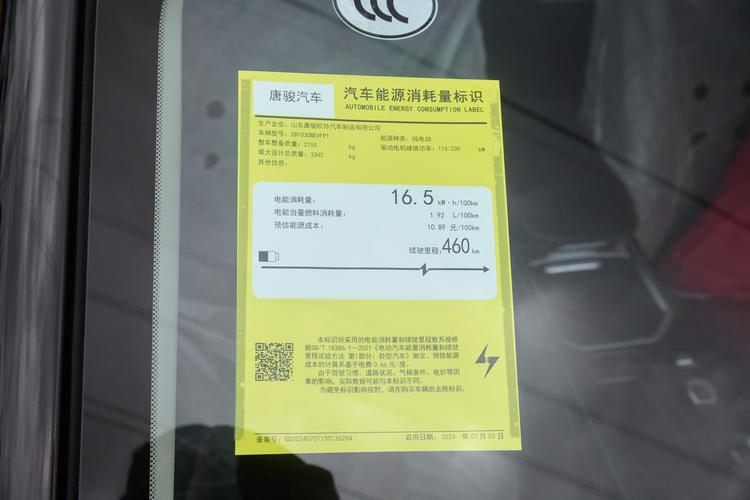 CCC
唐骏汽车
汽车能源消耗量标识
AUTOMOBILE ENERGY CONSUMPTION LABEL
生产企业：山东唐骏欧铃汽车制造有限公司
车辆型号：ZB1030BEVFP1 能源种类：纯电动
整车整备质量：2155 kg 驱动电机峰值功率：115/200 kW
最大设计总质量：3345 kg
其他信息：
电能消耗量： 16.5 kW·h/100km
电能当量燃料消耗量： 1.92 L/100km
预估能源成本： 10.89 元/100km
续驶里程：460km
本标识所采用的电能消耗量和续驶里程数系根
据GB/T 18386.1—2021《电动汽车能量消耗量和续驶
里程试验方法 第1部分：轻型汽车》测定，预估能源
成本的计算系基于电费 0.66 元/度。
由于驾驶习惯、道路状况、气候条件、电价等因
素的影响，实际数据可能与本标识不同。
为避免标识影响视野，请在购买车辆后去除标识。
备案号：GD20240701150136204 启用日期：2024 年 07 月 03 日